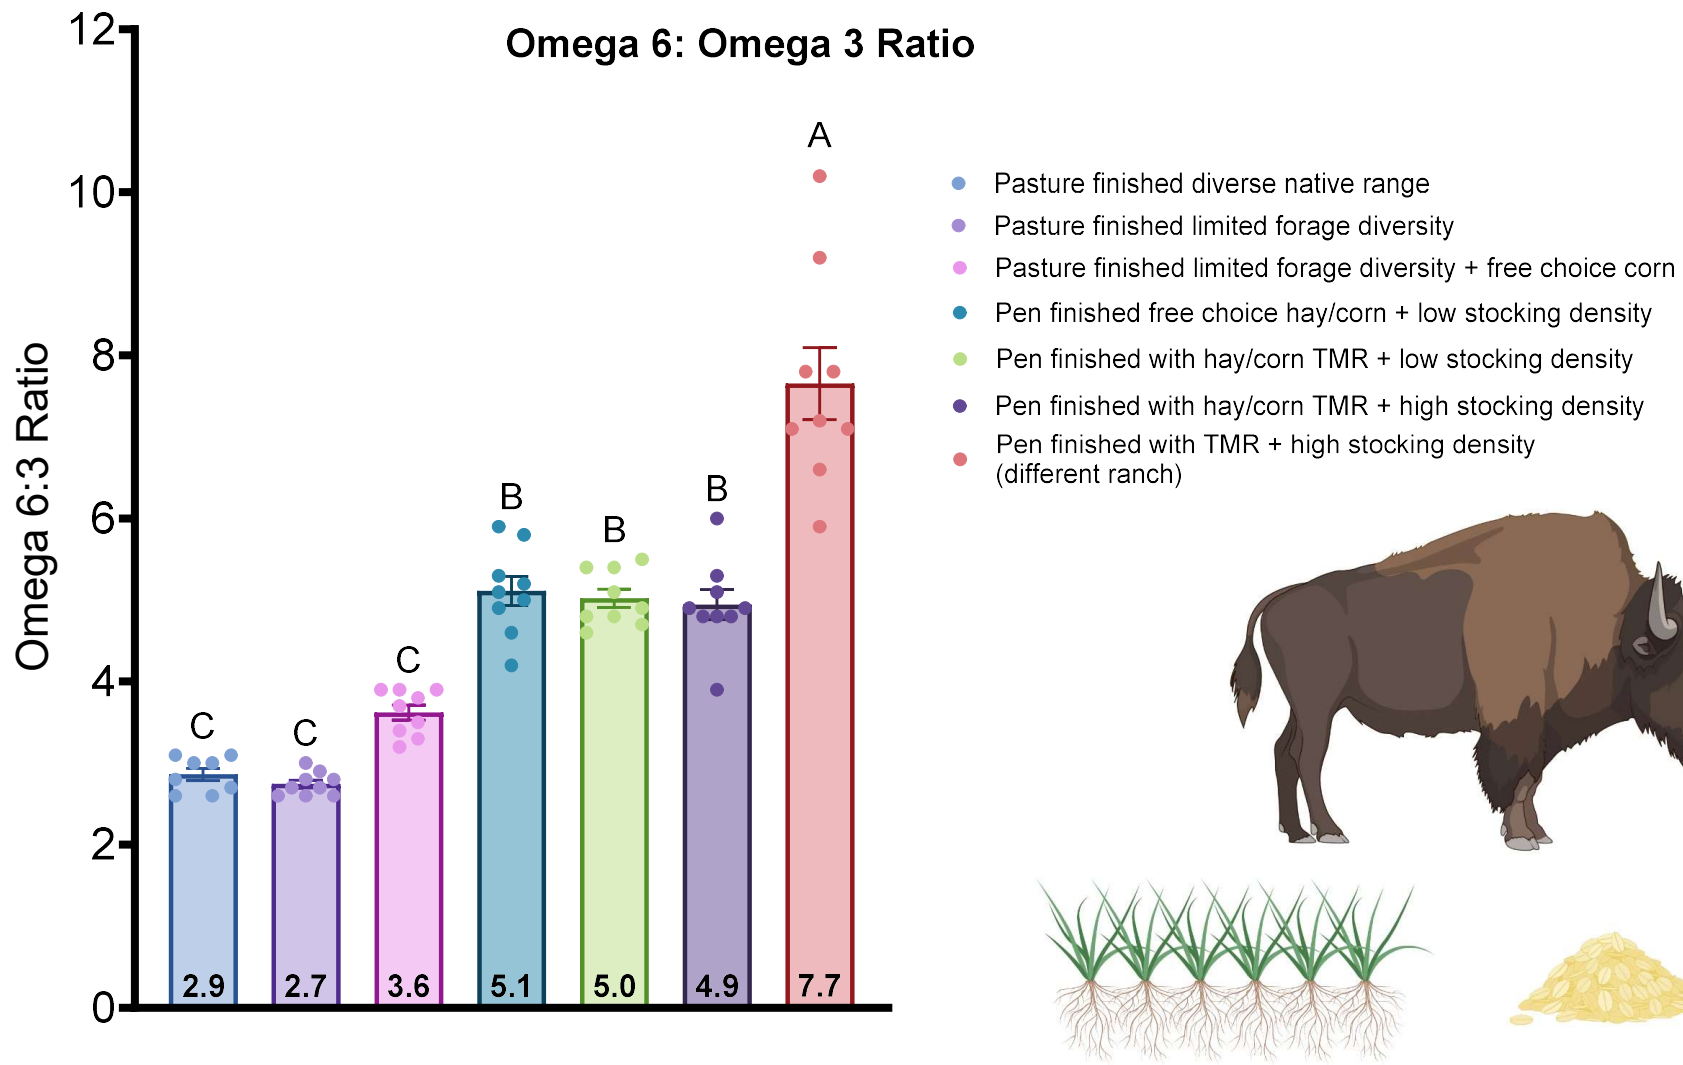 Omega 6: Omega 3 Ratio
Omega 6:3 Ratio
12
10
8
6
4
2
0
C
C
C
B
B
B
A
2.9
2.7
3.6
5.1
5.0
4.9
7.7
Pasture finished diverse native range
Pasture finished limited forage diversity
Pasture finished limited forage diversity + free choice corn
Pen finished free choice hay/corn + low stocking density
Pen finished with hay/corn TMR + low stocking density
Pen finished with hay/corn TMR + high stocking density
Pen finished with TMR + high stocking density
(different ranch)